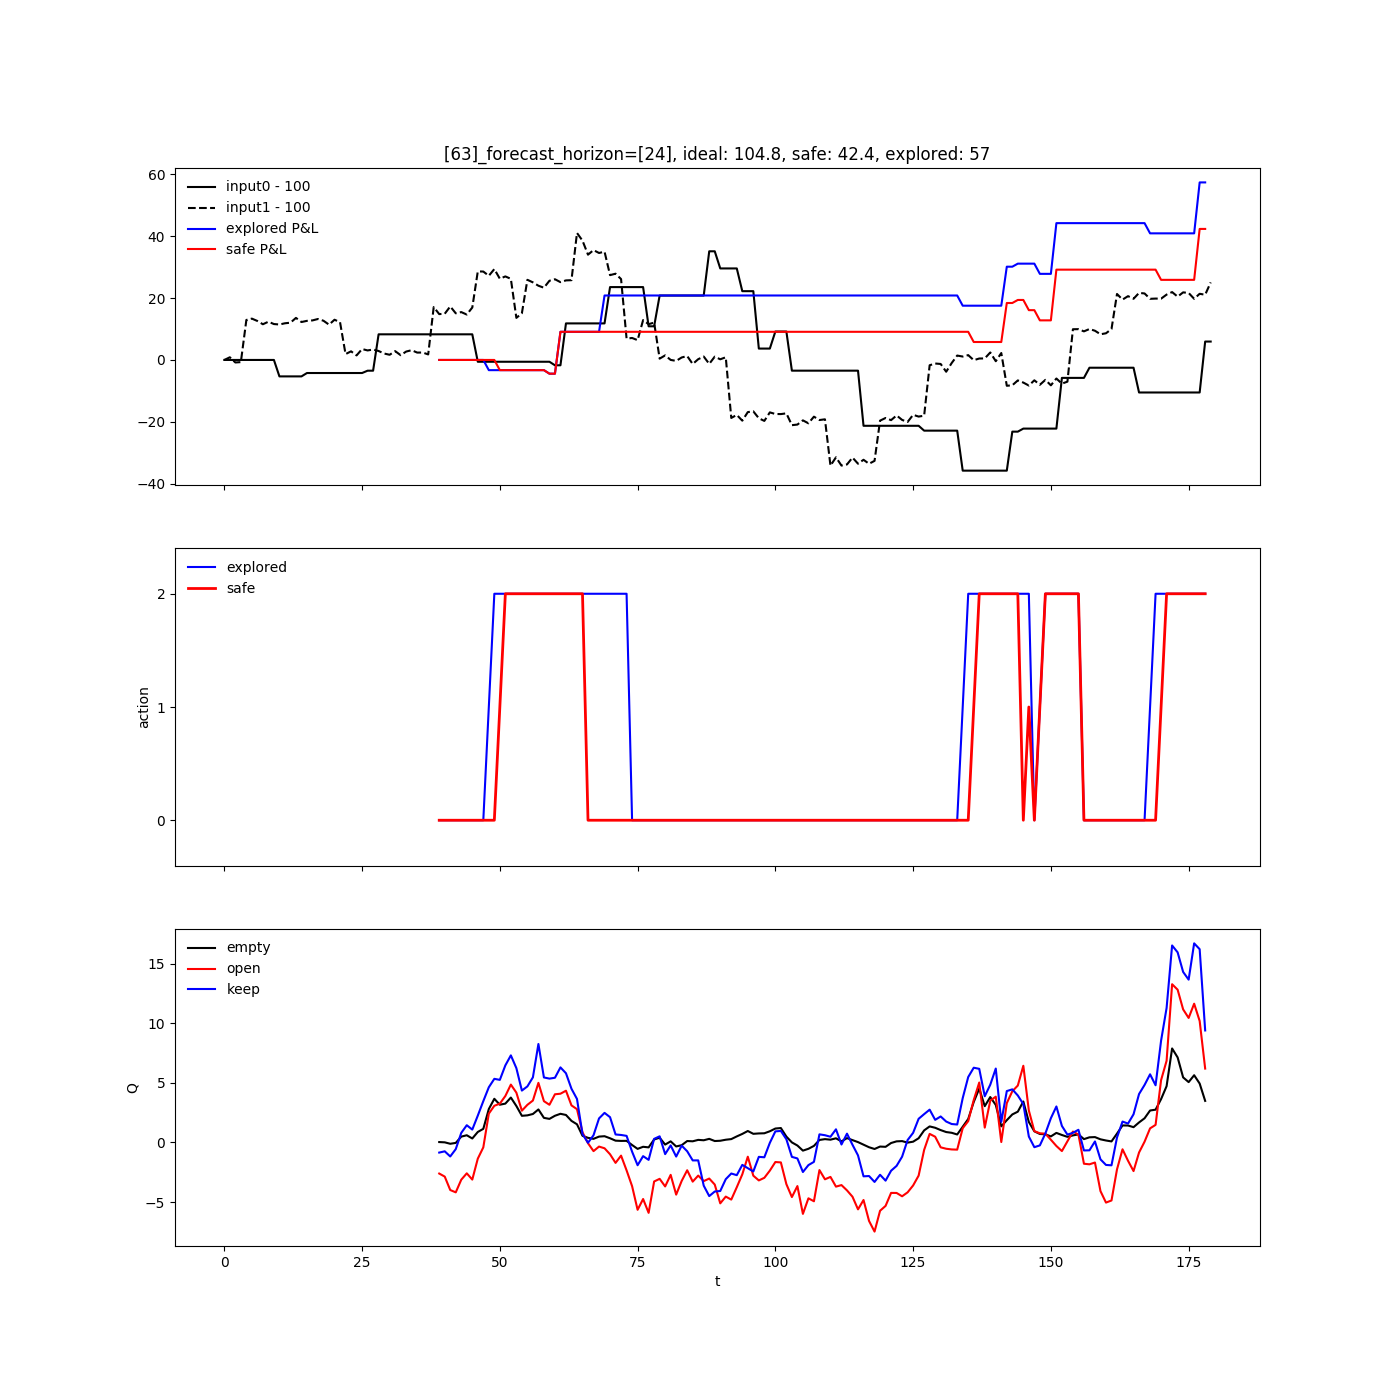 [63]_forecast_horizon=[24], ideal: 104.8, safe: 42.4, explored: 57
60
40
20
0
−20
−40
input0 - 100
input1 - 100
explored P&L
safe P&L
2
1
0
action
explored
safe
15
10
5
0
−5
Q
empty
open
keep
0 25 50 75 100 125 150 175
t